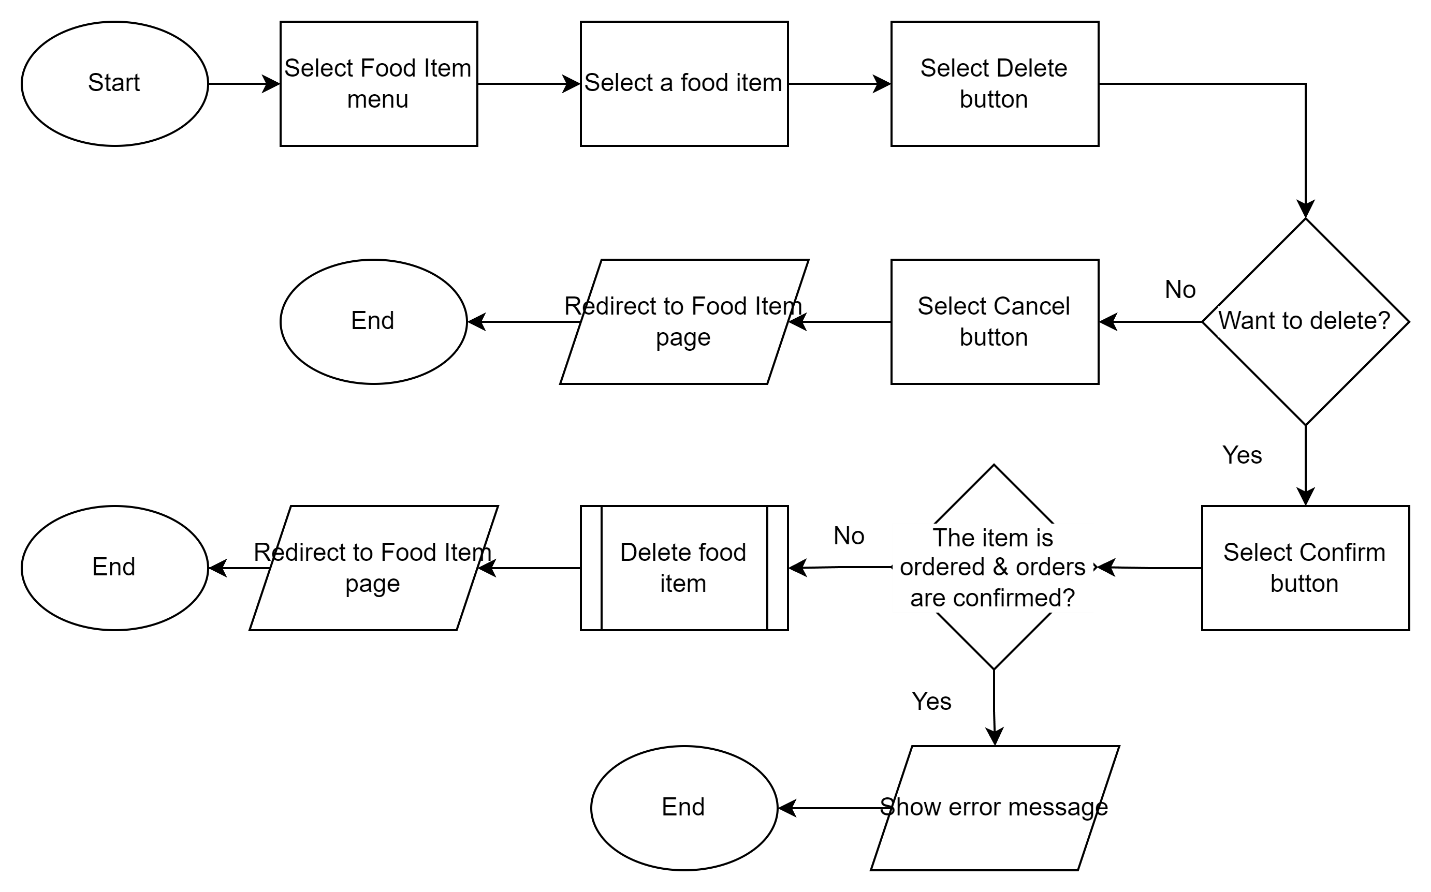 Start
Select Food Item
menu
Select a food item
Select Delete
button
Want to delete?
No
Select Cancel
button
Redirect to Food Item
page
End
Yes
Select Confirm
button
The item is
ordered & orders
are confirmed?
No
Delete food
item
Redirect to Food Item
page
End
Yes
Show error message
End